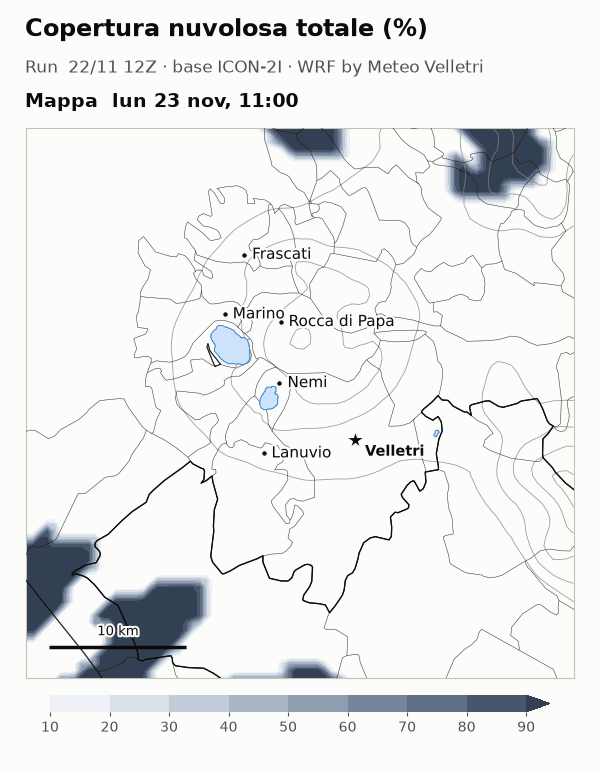 Copertura nuvolosa totale (%)
Run  22/11 12Z · base ICON-2I · WRF by Meteo Velletri
Mappa  lun 23 nov, 11:00
Frascati
Marino
Rocca di Papa
Nemi
Velletri
Lanuvio
10 km
10 20 30 40 50 60 70 80 90